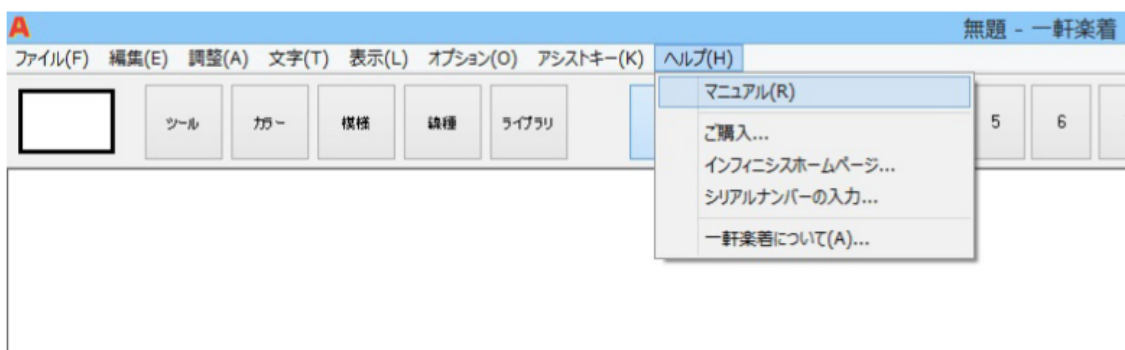 A
無題 - 一軒楽着
ファイル(F) 編集(E) 調整(A) 文字(T) 表示(L) オプション(O) アシストキー(K) ヘルプ(H)
マニュアル(R)
ツール カラー 模様 線種 ライブラリ 5 6
ご購入...
インフィニシスホームページ...
シリアルナンバーの入力...
一軒楽着について(A)...